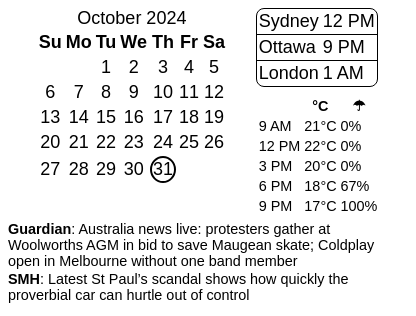 October 2024
Su Mo Tu We Th Fr Sa
1 2 3 4 5
6 7 8 9 10 11 12
13 14 15 16 17 18 19
20 21 22 23 24 25 26
27 28 29 30 31
Sydney 12 PM
Ottawa 9 PM
London 1 AM
°C ☂
9 AM 21°C 0%
12 PM 22°C 0%
3 PM 20°C 0%
6 PM 18°C 67%
9 PM 17°C 100%
Guardian: Australia news live: protesters gather at
Woolworths AGM in bid to save Maugean skate; Coldplay
open in Melbourne without one band member
SMH: Latest St Paul’s scandal shows how quickly the
proverbial car can hurtle out of control